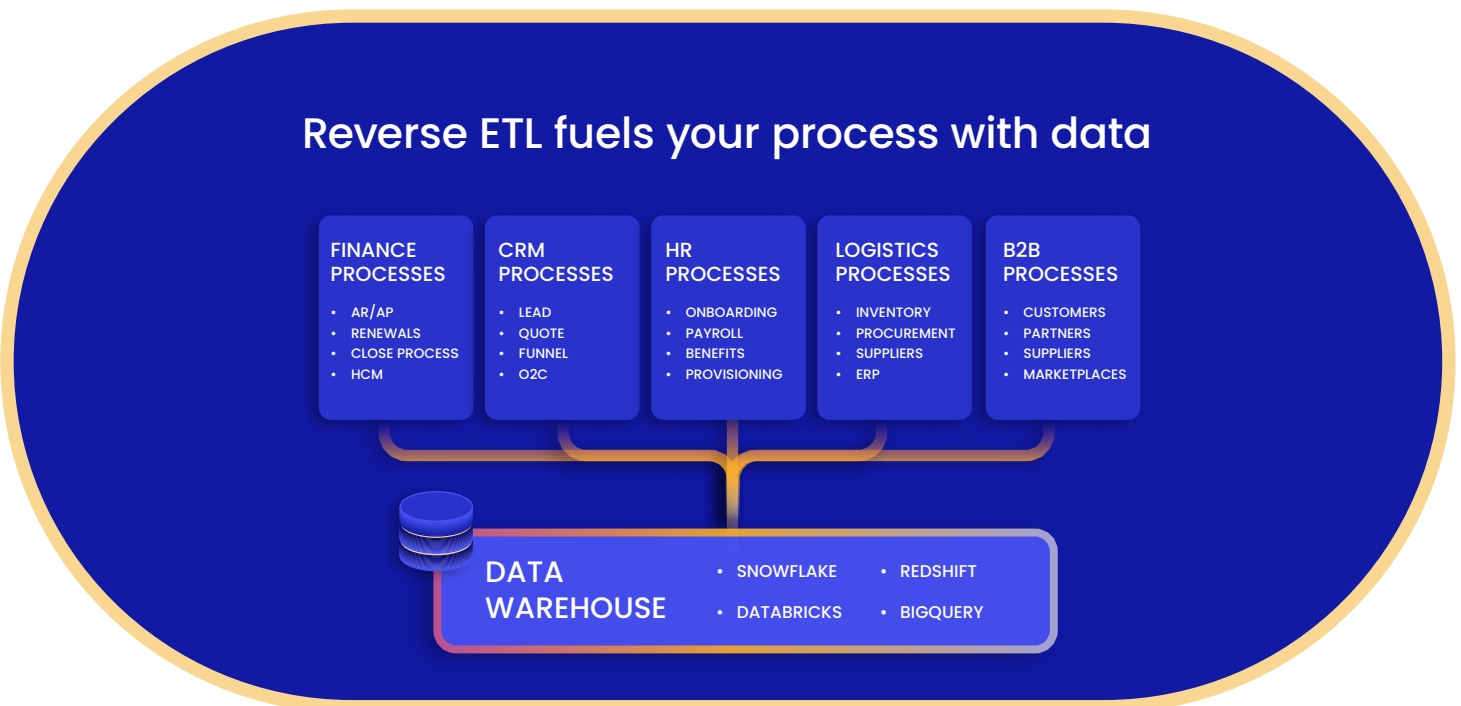 Reverse ETL fuels your process with data
FINANCE
PROCESSES
• AR/AP
• RENEWALS
• CLOSE PROCESS
• HCM
CRM
PROCESSES
• LEAD
• QUOTE
• FUNNEL
• O2C
HR
PROCESSES
• ONBOARDING
• PAYROLL
• BENEFITS
• PROVISIONING
LOGISTICS
PROCESSES
• INVENTORY
• PROCUREMENT
• SUPPLIERS
• ERP
B2B
PROCESSES
• CUSTOMERS
• PARTNERS
• SUPPLIERS
• MARKETPLACES
DATA
WAREHOUSE
• SNOWFLAKE
• DATABRICKS
• REDSHIFT
• BIGQUERY